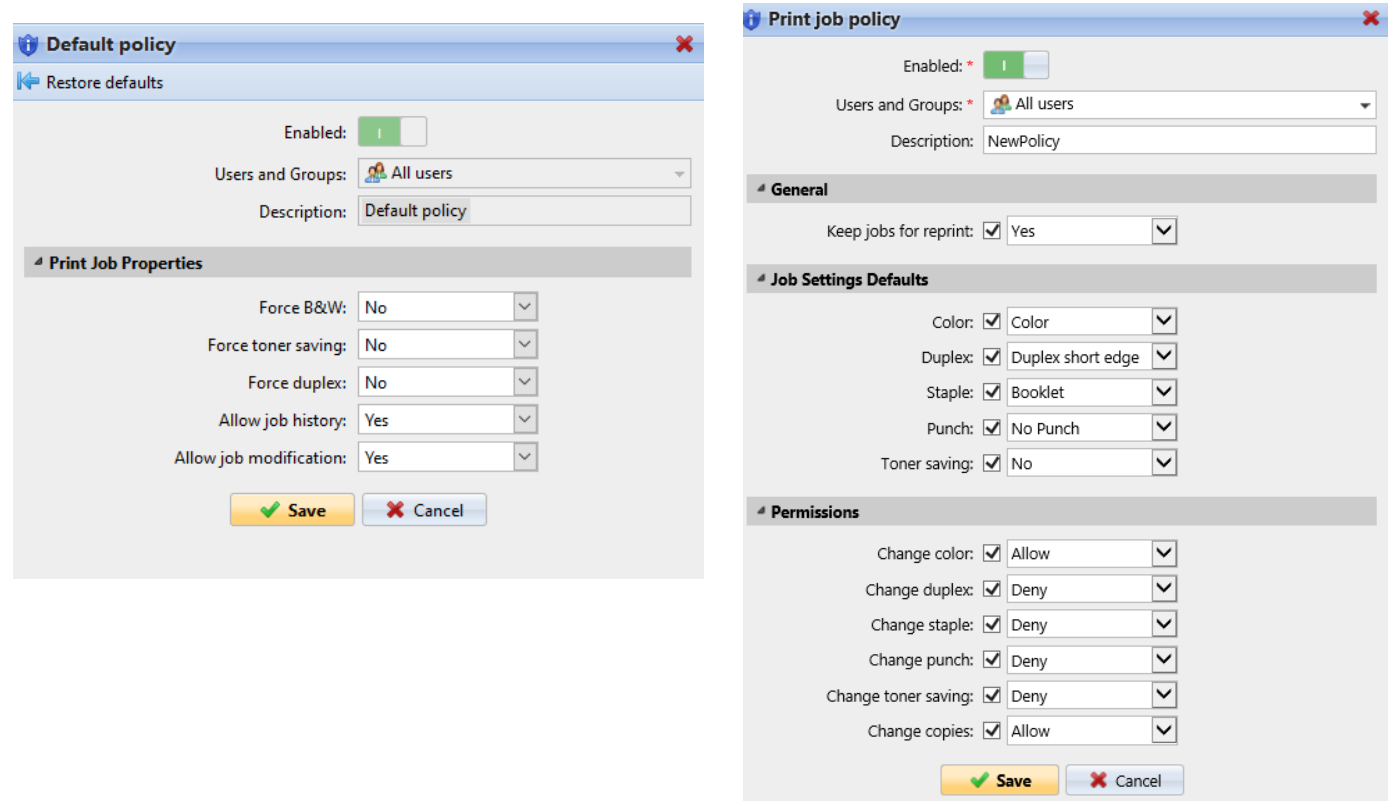 Default policy
Restore defaults
Enabled: I
Users and Groups: All users
Description: Default policy
Print Job Properties
Force B&W: No
Force toner saving: No
Force duplex: No
Allow job history: Yes
Allow job modification: Yes
Save Cancel
Print job policy
Enabled: * I
Users and Groups: * All users
Description: NewPolicy
General
Keep jobs for reprint: Yes
Job Settings Defaults
Color: Color
Duplex: Duplex short edge
Staple: Booklet
Punch: No Punch
Toner saving: No
Permissions
Change color: Allow
Change duplex: Deny
Change staple: Deny
Change punch: Deny
Change toner saving: Deny
Change copies: Allow
Save Cancel